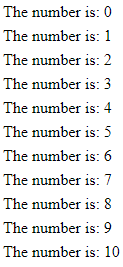 The number is: 0
The number is: 1
The number is: 2
The number is: 3
The number is: 4
The number is: 5
The number is: 6
The number is: 7
The number is: 8
The number is: 9
The number is: 10